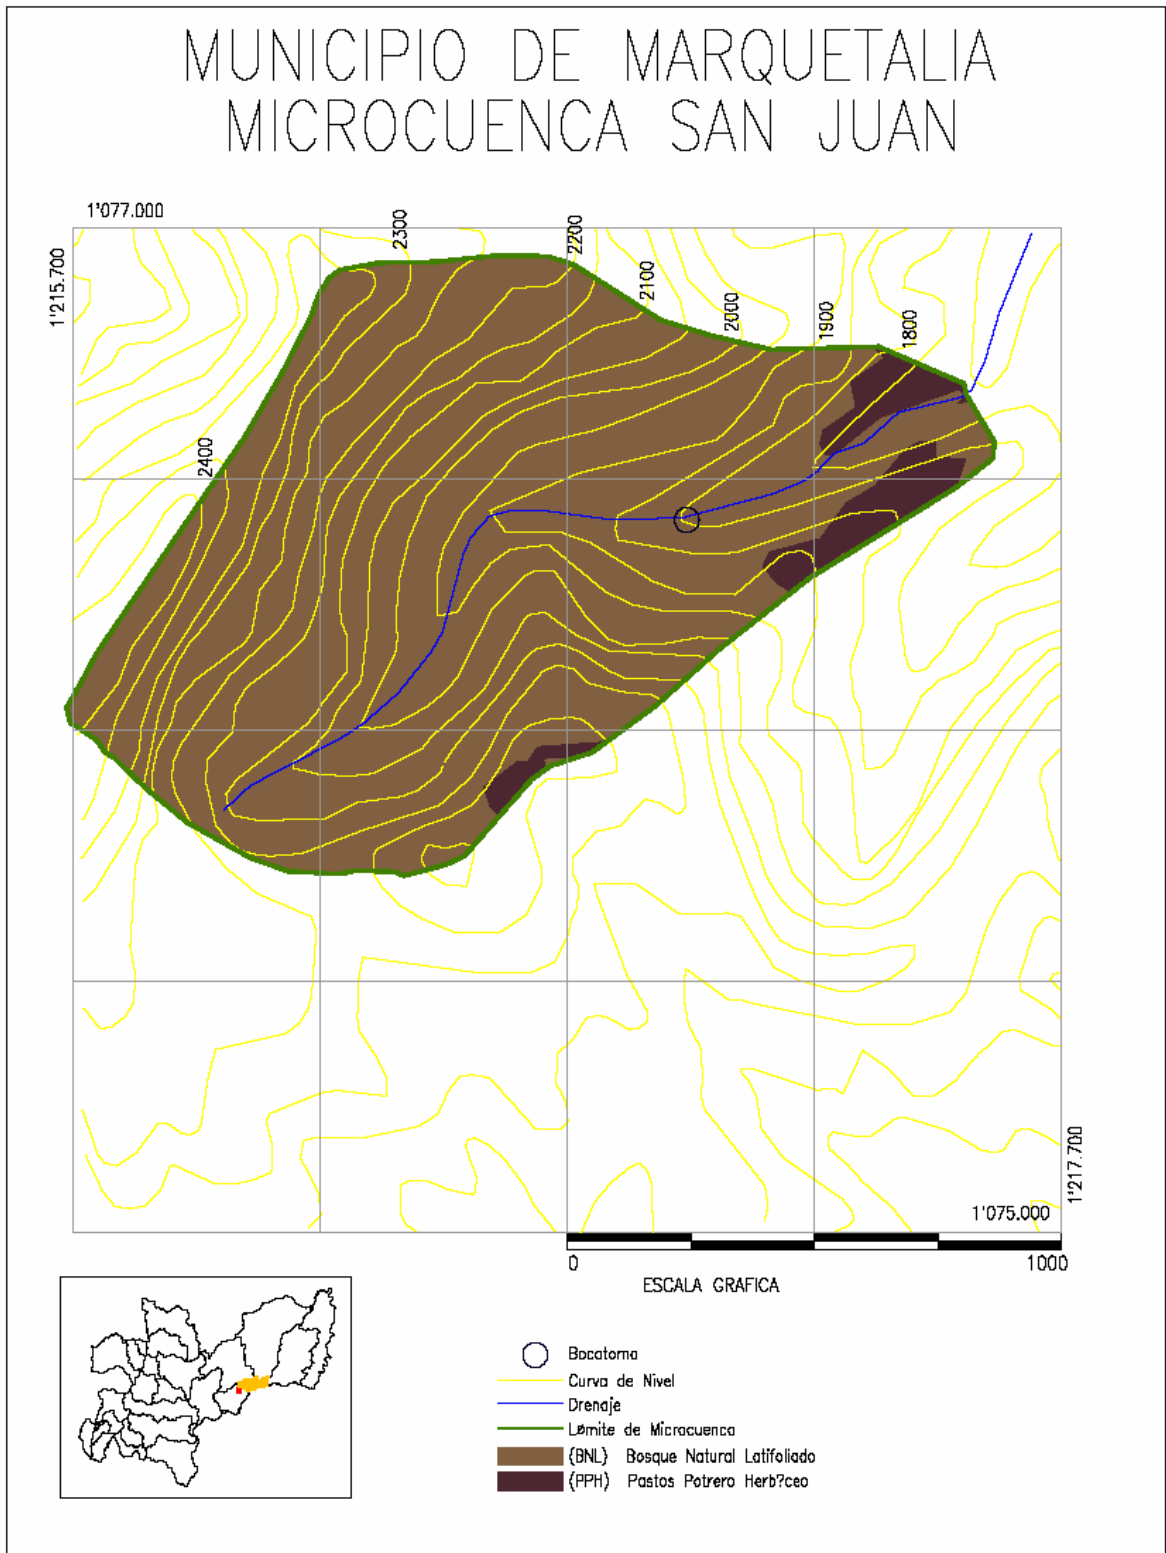 MUNICIPIO DE MARQUETALIA
MICROCUENCA SAN JUAN
1'077.000
1'215.700
2300
2200
2100
2000
1900
1800
2400
1'217.700
1'075.000
0
1000
ESCALA GRAFICA
Bocatoma
Curva de Nivel
Drenaje
Lømite de Microcuenca
(BNL) Bosque Natural Latifoliado
(PPH) Pastos Potrero Herb?ceo